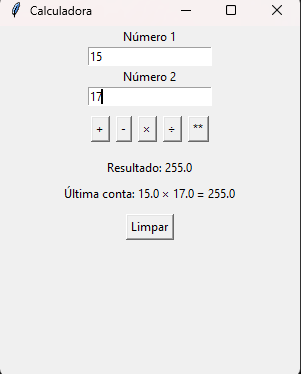 Calculadora
Número 1
15
Número 2
17
+ - × ÷ **
Resultado: 255.0
Última conta: 15.0 × 17.0 = 255.0
Limpar